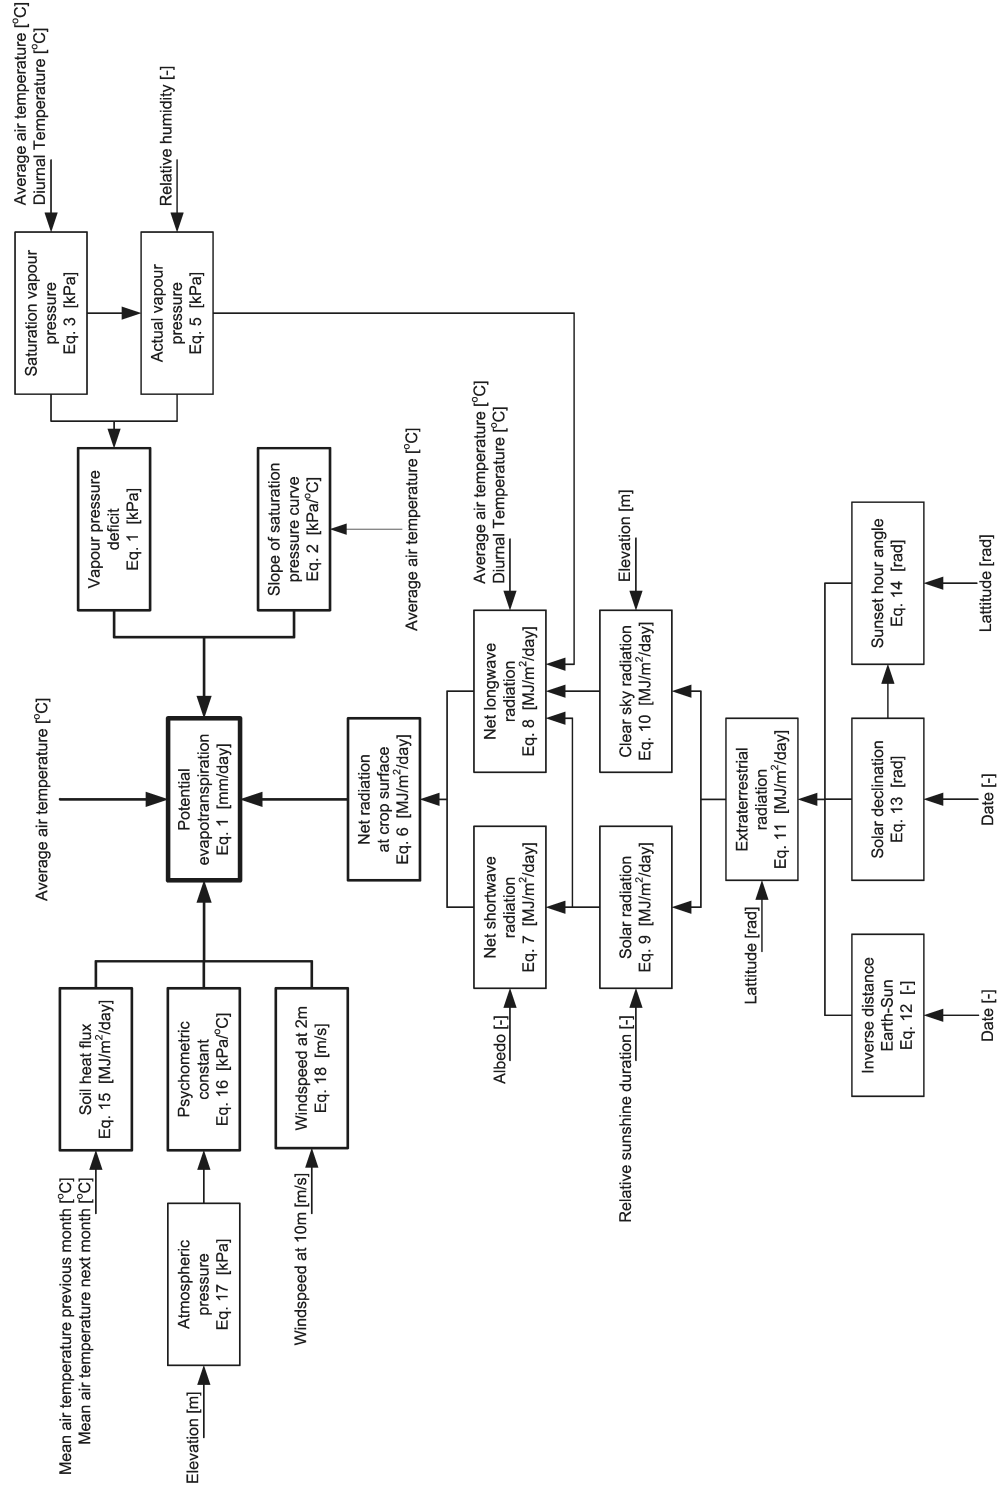 Mean air temperature previous month [°C]
Mean air temperature next month [°C]
Soil heat flux
Eq. 15 [MJ/m²/day]
Average air temperature [°C]
Vapour pressure
deficit
Eq. 1 [kPa]
Saturation vapour
pressure
Eq. 3 [kPa]
Average air temperature [°C]
Diurnal Temperature [°C]
Elevation [m]
Atmospheric
pressure
Eq. 17 [kPa]
Psychometric
constant
Eq. 16 [kPa/°C]
Potential
evapotranspiration
Eq. 1 [mm/day]
Actual vapour
pressure
Eq. 5 [kPa]
Relative humidity [-]
Windspeed at 10m [m/s]
Windspeed at 2m
Eq. 18 [m/s]
Slope of saturation
pressure curve
Eq. 2 [kPa/°C]
Average air temperature [°C]
Net radiation
at crop surface
Eq. 6 [MJ/m²/day]
Albedo [-]
Net shortwave
radiation
Eq. 7 [MJ/m²/day]
Net longwave
radiation
Eq. 8 [MJ/m²/day]
Average air temperature [°C]
Diurnal Temperature [°C]
Relative sunshine duration [-]
Solar radiation
Eq. 9 [MJ/m²/day]
Clear sky radiation
Eq. 10 [MJ/m²/day]
Elevation [m]
Lattitude [rad]
Extraterrestrial
radiation
Eq. 11 [MJ/m²/day]
Inverse distance
Earth-Sun
Eq. 12 [-]
Solar declination
Eq. 13 [rad]
Sunset hour angle
Eq. 14 [rad]
Date [-]
Date [-]
Lattitude [rad]